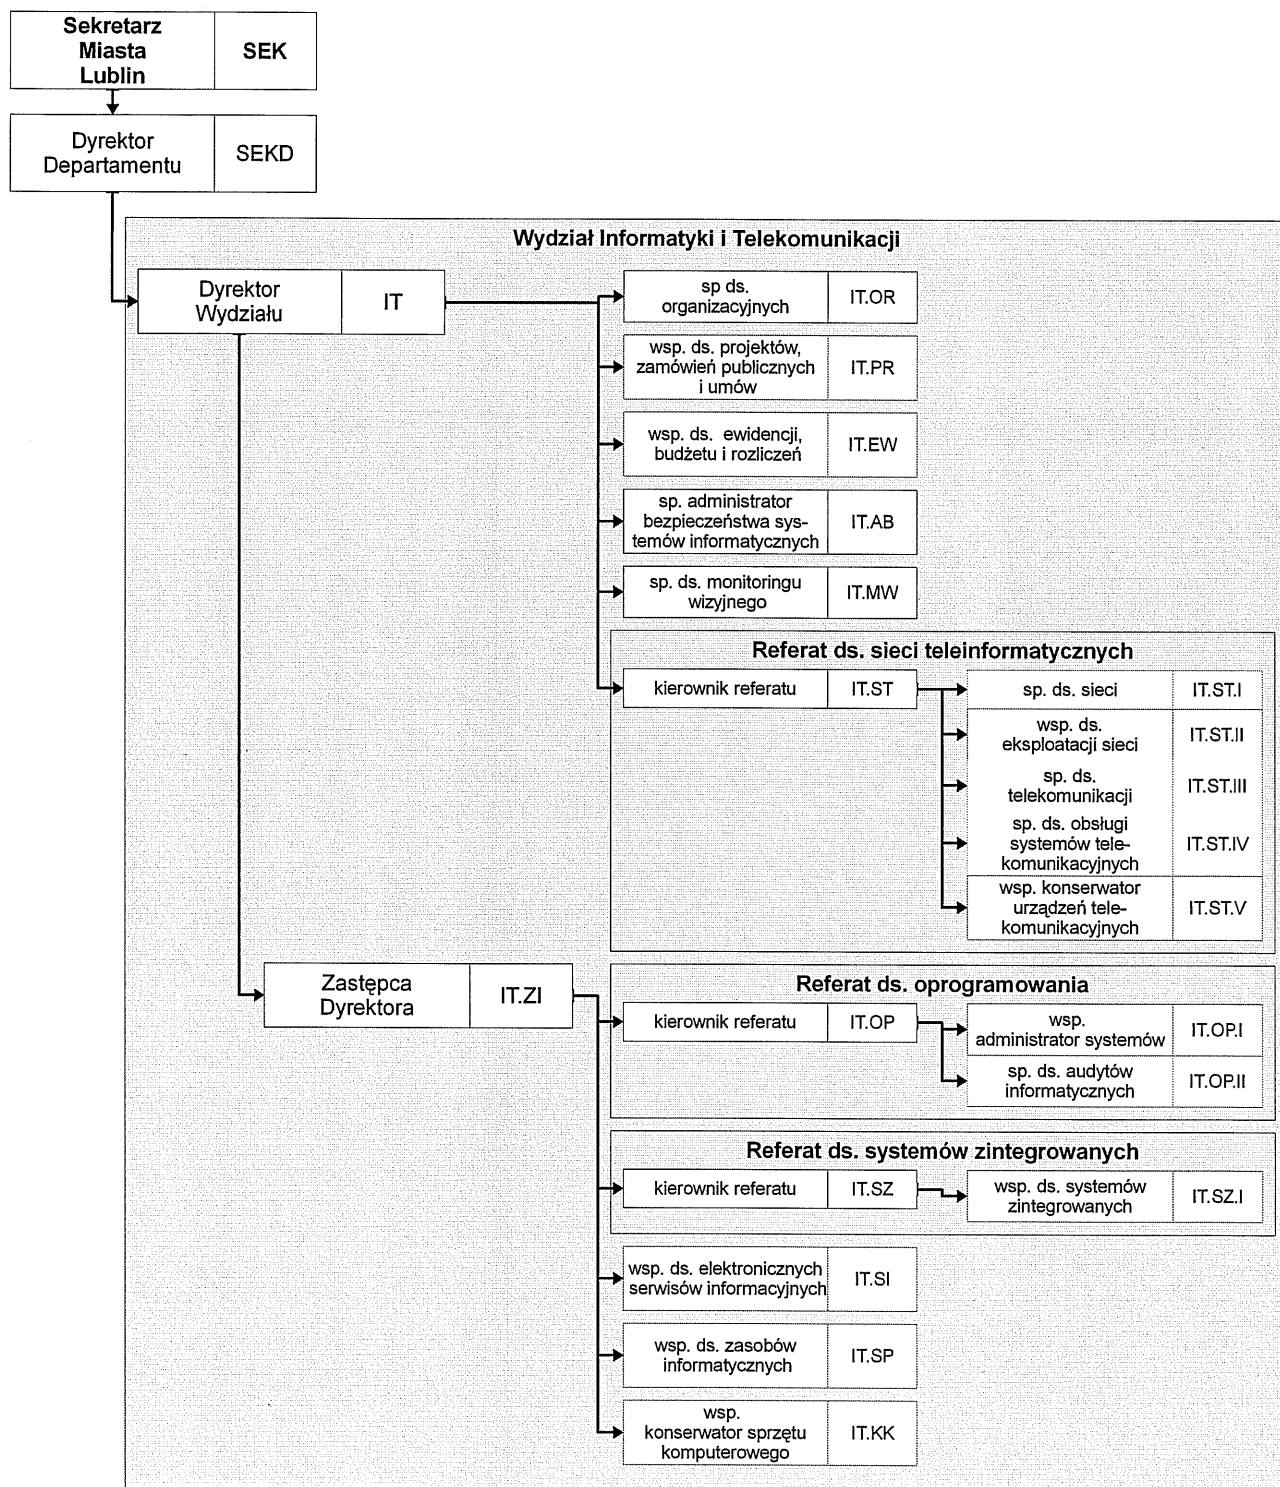 Sekretarz
Miasta
Lublin
SEK
Dyrektor
Departamentu
SEKD
Wydział Informatyki i Telekomunikacji
Dyrektor
Wydziału
IT
sp ds.
organizacyjnych
IT.OR
wsp. ds. projektów,
zamówień publicznych
i umów
IT.PR
wsp. ds. ewidencji,
budżetu i rozliczeń
IT.EW
sp. administrator
bezpieczeństwa sys-
temów informatycznych
IT.AB
sp. ds. monitoringu
wizyjnego
IT.MW
Referat ds. sieci teleinformatycznych
kierownik referatu
IT.ST
sp. ds. sieci
IT.ST.I
wsp. ds.
eksploatacji sieci
IT.ST.II
sp. ds.
telekomunikacji
IT.ST.III
sp. ds. obsługi
systemów tele-
komunikacyjnych
IT.ST.IV
wsp. konserwator
urządzeń tele-
komunikacyjnych
IT.ST.V
Zastępca
Dyrektora
IT.ZI
Referat ds. oprogramowania
kierownik referatu
IT.OP
wsp.
administrator systemów
IT.OP.I
sp. ds. audytów
informatycznych
IT.OP.II
Referat ds. systemów zintegrowanych
kierownik referatu
IT.SZ
wsp. ds. systemów
zintegrowanych
IT.SZ.I
wsp. ds. elektronicznych
serwisów informacyjnych
IT.SI
wsp. ds. zasobów
informatycznych
IT.SP
wsp.
konserwator sprzętu
komputerowego
IT.KK